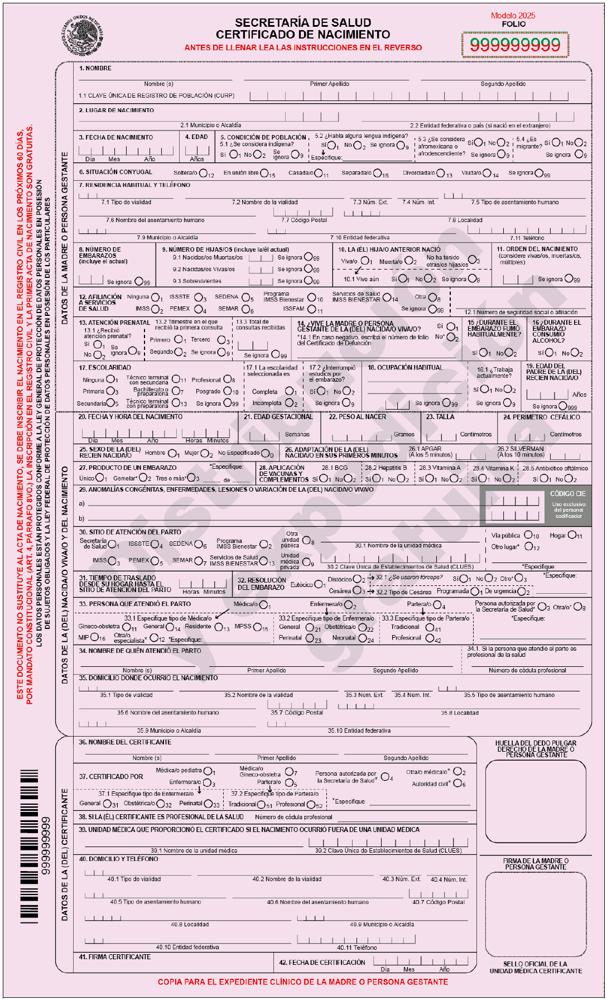 Modelo 2025
SECRETARÍA DE SALUD
FOLIO
CERTIFICADO DE NACIMIENTO
999999999
ANTES DE LLENAR LEA LAS INSTRUCCIONES EN EL REVERSO
ESTADOS UNIDOS MEXICANOS
ESTE DOCUMENTO NO SUSTITUYE AL ACTA DE NACIMIENTO, SE DEBE INSCRIBIR EL NACIMIENTO EN EL REGISTRO CIVIL EN LOS PRÓXIMOS 60 DÍAS,
POR MANDATO CONSTITUCIONAL (ART. 4, PÁRRAFO 8VO.), LA INSCRIPCIÓN EN EL REGISTRO CIVIL Y LA PRIMER ACTA DE NACIMIENTO SON GRATUITAS.
LOS DATOS PERSONALES ESTÁN PROTEGIDOS CONFORME A LA LEY GENERAL DE PROTECCIÓN DE DATOS PERSONALES EN POSESIÓN
DE SUJETOS OBLIGADOS Y LA LEY FEDERAL DE PROTECCIÓN DE DATOS PERSONALES EN POSESIÓN DE LOS PARTICULARES
999999999
Distribución
y expedición
gratuita
DATOS DE LA MADRE O PERSONA GESTANTE
1. NOMBRE
Nombre (s) Primer Apellido Segundo Apellido
1.1 CLAVE ÚNICA DE REGISTRO DE POBLACIÓN (CURP)
2. LUGAR DE NACIMIENTO
2.1 Municipio o Alcaldía 2.2 Entidad federativa o país (si nació en el extranjero)
3. FECHA DE NACIMIENTO
Día Mes Año
4. EDAD
Años
5. CONDICIÓN DE POBLACIÓN
5.1 ¿Se considera indígena?
Sí 1 No 2 Se ignora 9
5.2 ¿Habla alguna lengua indígena?
Sí 1 No 2 Se ignora 9
Especifique:
5.3 ¿Se considera afromexicana o afrodescendiente?
Sí 1 No 2
Se ignora 9
5.4 ¿Es migrante?
Sí 1 No 2
Se ignora 9
6. SITUACIÓN CONYUGAL Soltera/o 12 En unión libre 15 Casada/o 11 Separada/o 16 Divorciada/o 13 Viuda/o 14 Se ignora 99
7. RESIDENCIA HABITUAL Y TELÉFONO
7.1 Tipo de vialidad 7.2 Nombre de la vialidad 7.3 Núm. Ext. 7.4 Núm. Int. 7.5 Tipo de asentamiento humano
7.6 Nombre del asentamiento humano 7.7 Código Postal 7.8 Localidad
7.9 Municipio o Alcaldía 7.10 Entidad federativa 7.11 Teléfono
8. NÚMERO DE EMBARAZOS
(incluye el actual)
Se ignora 99
9. NÚMERO DE HIJAS/OS (incluye la/él actual)
9.1 Nacidas/os Muertas/os Se ignora 99
9.2 Nacidas/os Vivas/os Se ignora 99
9.3 Sobrevivientes Se ignora 99
10. LA (ÉL) HIJA/O ANTERIOR NACIÓ
Viva/o 1 Muerta/o 2 No ha tenido otras/os hijas/os 3
10.1 Vive aún Sí 1 No 2 Se ignora 9
11. ORDEN DEL NACIMIENTO
(considere vivas/os, muertas/os, múltiples)
Se ignora 99
12. AFILIACIÓN A SERVICIOS DE SALUD
Ninguna 1 ISSSTE 3 SEDENA 5 Programa IMSS Bienestar 10 Servicios de Salud IMSS BIENESTAR 14 Otra 8
IMSS 2 PEMEX 4 SEMAR 6 ISSFAM 11 Se ignora 99
12.1 Número de seguridad social o afiliación
13. ATENCIÓN PRENATAL
13.1 ¿Recibió atención prenatal?
Sí 1 No 2 Se ignora 9
13.2 Trimestre en el que recibió la primera consulta
Primero 1 Tercero 3
Segundo 2 Se ignora 9
13.3 Total de consultas recibidas
Se ignora 99
14. ¿VIVE LA MADRE O PERSONA GESTANTE DE LA (DEL) NACIDA/O VIVA/O?
Sí 1
No* 2
*14.1 En caso negativo, escriba el número de folio del Certificado de Defunción
15 ¿DURANTE EL EMBARAZO FUMÓ HABITUALMENTE?
Sí 1 No 2
16 ¿DURANTE EL EMBARAZO CONSUMIO ALCOHOL?
Sí 1 No 2
17. ESCOLARIDAD
Ninguna 1 Técnico terminal con secundaria 11 Profesional 8
Primaria 3 Bachillerato o preparatoria 7 Posgrado 10
Secundaria 5 Técnico terminal con preparatoria 13 Se ignora 99
17.1 La escolaridad seleccionada es
Completa 1
Incompleta 2
17.2 ¿Interrumpió estudios por el embarazo?
Sí 1 No 2
Se ignora 9
18. OCUPACIÓN HABITUAL
Se ignora 999
18.1 ¿Trabaja actualmente?
Sí 1 No 2
Se ignora 9
19. EDAD DEL PADRE DE LA (DEL) RECIEN NACIDA/O
Años
Se ignora 999
DATOS DE LA (DEL) NACIDA/O VIVA/O Y DEL NACIMIENTO
20. FECHA Y HORA DEL NACIMIENTO
Día Mes Año Horas Minutos
21. EDAD GESTACIONAL
Semanas
22. PESO AL NACER
Gramos
23. TALLA
Centímetros
24. PERIMETRO CEFÁLICO
Centímetros
25. SEXO DE LA (DEL) RECIEN NACIDA/O Hombre 1 Mujer 2 No Especificado 0
26. ADAPTACIÓN DE LA (DEL) NACIDA/O EN SUS PRIMEROS MINUTOS
26.1 APGAR (A los 5 minutos)
26.2 SILVERMAN (A los 10 minutos)
27. PRODUCTO DE UN EMBARAZO
*Especifique:
Único 1 Gemelar* 2 Tres o más* 3 de
28. APLICACIÓN DE VACUNAS Y COMPLEMENTOS
28.1 BCG Sí 1 No 2
28.2 Hepatitis B Sí 1 No 2
28.3 Vitamina A Sí 1 No 2
28.4 Vitamina K Sí 1 No 2
28.5 Antibiótico oftálmico Sí 1 No 2
29. ANOMALÍAS CONGÉNITAS, ENFERMEDADES, LESIONES O VARIACIÓN DE LA (DEL) NACIDA/O VIVA/O
a)
b)
CÓDIGO CIE
Uso exclusivo del personal codificador
30. SITIO DE ATENCIÓN DEL PARTO
Secretaría de Salud 1 ISSSTE 4 SEDENA 6 Programa IMSS Bienestar 2 Otra unidad pública 8
IMSS 3 PEMEX 5 SEMAR 7 Servicios de Salud IMSS BIENESTAR 13 Unidad médica privada 9
30.1 Nombre de la unidad médica
30.2 Clave Única de Establecimientos de Salud (CLUES)
Vía pública 10 Hogar 11
Otro lugar* 12
*Especifique:
31. TIEMPO DE TRASLADO DESDE SU HOGAR HASTA EL SITIO DE ATENCIÓN DEL PARTO
Horas Minutos
32. RESOLUCIÓN DEL EMBARAZO
Eutócico 1
Distócico 2 32.1 ¿Se usaron fórceps? Sí 1 No 2 Otro* 3 *Especifique:
Cesárea 3 32.2 Tipo de Cesárea Programada 1 De urgencia 2
33. PERSONA QUE ATENDIÓ EL PARTO Médica/o 1 Enfermera/o 2 Partera/o 4 Persona autorizada por la Secretaría de Salud* 3 Otra/o* 8
*Especifique:
33.1 Especifique tipo de Médica/o
Gineco-obstetra 11 General 14 Residente 13 MPSS 15
MIP 16 Otra/o especialista* 12 *Especifique:
33.2 Especifique tipo de Enfermera/o
General 21 Obstétrica/o 22
Perinatal 23 Neonatal 24
33.3 Especifique tipo de Partera/o
Tradicional 41
Profesional 42
34. NOMBRE DE QUIÉN ATENDIÓ EL PARTO
Nombre (s) Primer Apellido Segundo Apellido
34.1. Si la persona que atendió el parto es profesional de la salud
Número de cédula profesional
35. DOMICILIO DONDE OCURRIÓ EL NACIMIENTO
35.1 Tipo de vialidad 35.2 Nombre de la vialidad 35.3 Núm. Ext. 35.4 Núm. Int. 35.5 Tipo de asentamiento humano
35.6 Nombre del asentamiento humano 35.7 Código Postal 35.8 Localidad
35.9 Municipio o Alcaldía 35.10 Entidad federativa
DATOS DE LA (DEL) CERTIFICANTE
36. NOMBRE DEL CERTIFICANTE
Nombre (s) Primer Apellido Segundo Apellido
37. CERTIFICADO POR
Médica/o pediatra 1 Médica/o Gineco-obstetra 7 Persona autorizada por la Secretaría de Salud* 4 Otra/o médica/o* 2
Enfermera/o 3 Partera/o 5 Autoridad civil* 6
37.1 Especifique tipo de Enfermera/o
General 31 Obstétrica/o 32 Perinatal 33
37.2 Especifique tipo de Partera/o
Tradicional 51 Profesional 52
*Especifique
38. SI LA (ÉL) CERTIFICANTE ES PROFESIONAL DE LA SALUD Número de cédula profesional
39. UNIDAD MÉDICA QUE PROPORCIONÓ EL CERTIFICADO SI EL NACIMIENTO OCURRIÓ FUERA DE UNA UNIDAD MÉDICA
39.1 Nombre de la unidad médica 39.2 Clave Única de Establecimientos de Salud (CLUES)
40. DOMICILIO Y TELÉFONO
40.1 Tipo de vialidad 40.2 Nombre de la vialidad 40.3 Núm. Ext. 40.4 Núm. Int.
40.5 Tipo de asentamiento humano 40.6 Nombre del asentamiento humano 40.7 Código Postal
40.8 Localidad 40.9 Municipio o Alcaldía
40.10 Entidad federativa 40.11 Teléfono
41. FIRMA CERTIFICANTE
42. FECHA DE CERTIFICACIÓN
Día Mes Año
HUELLA DEL DEDO PULGAR DERECHO DE LA MADRE O PERSONA GESTANTE
FIRMA DE LA MADRE O PERSONA GESTANTE
SELLO OFICIAL DE LA UNIDAD MÉDICA CERTIFICANTE
COPIA PARA EL EXPEDIENTE CLÍNICO DE LA MADRE O PERSONA GESTANTE